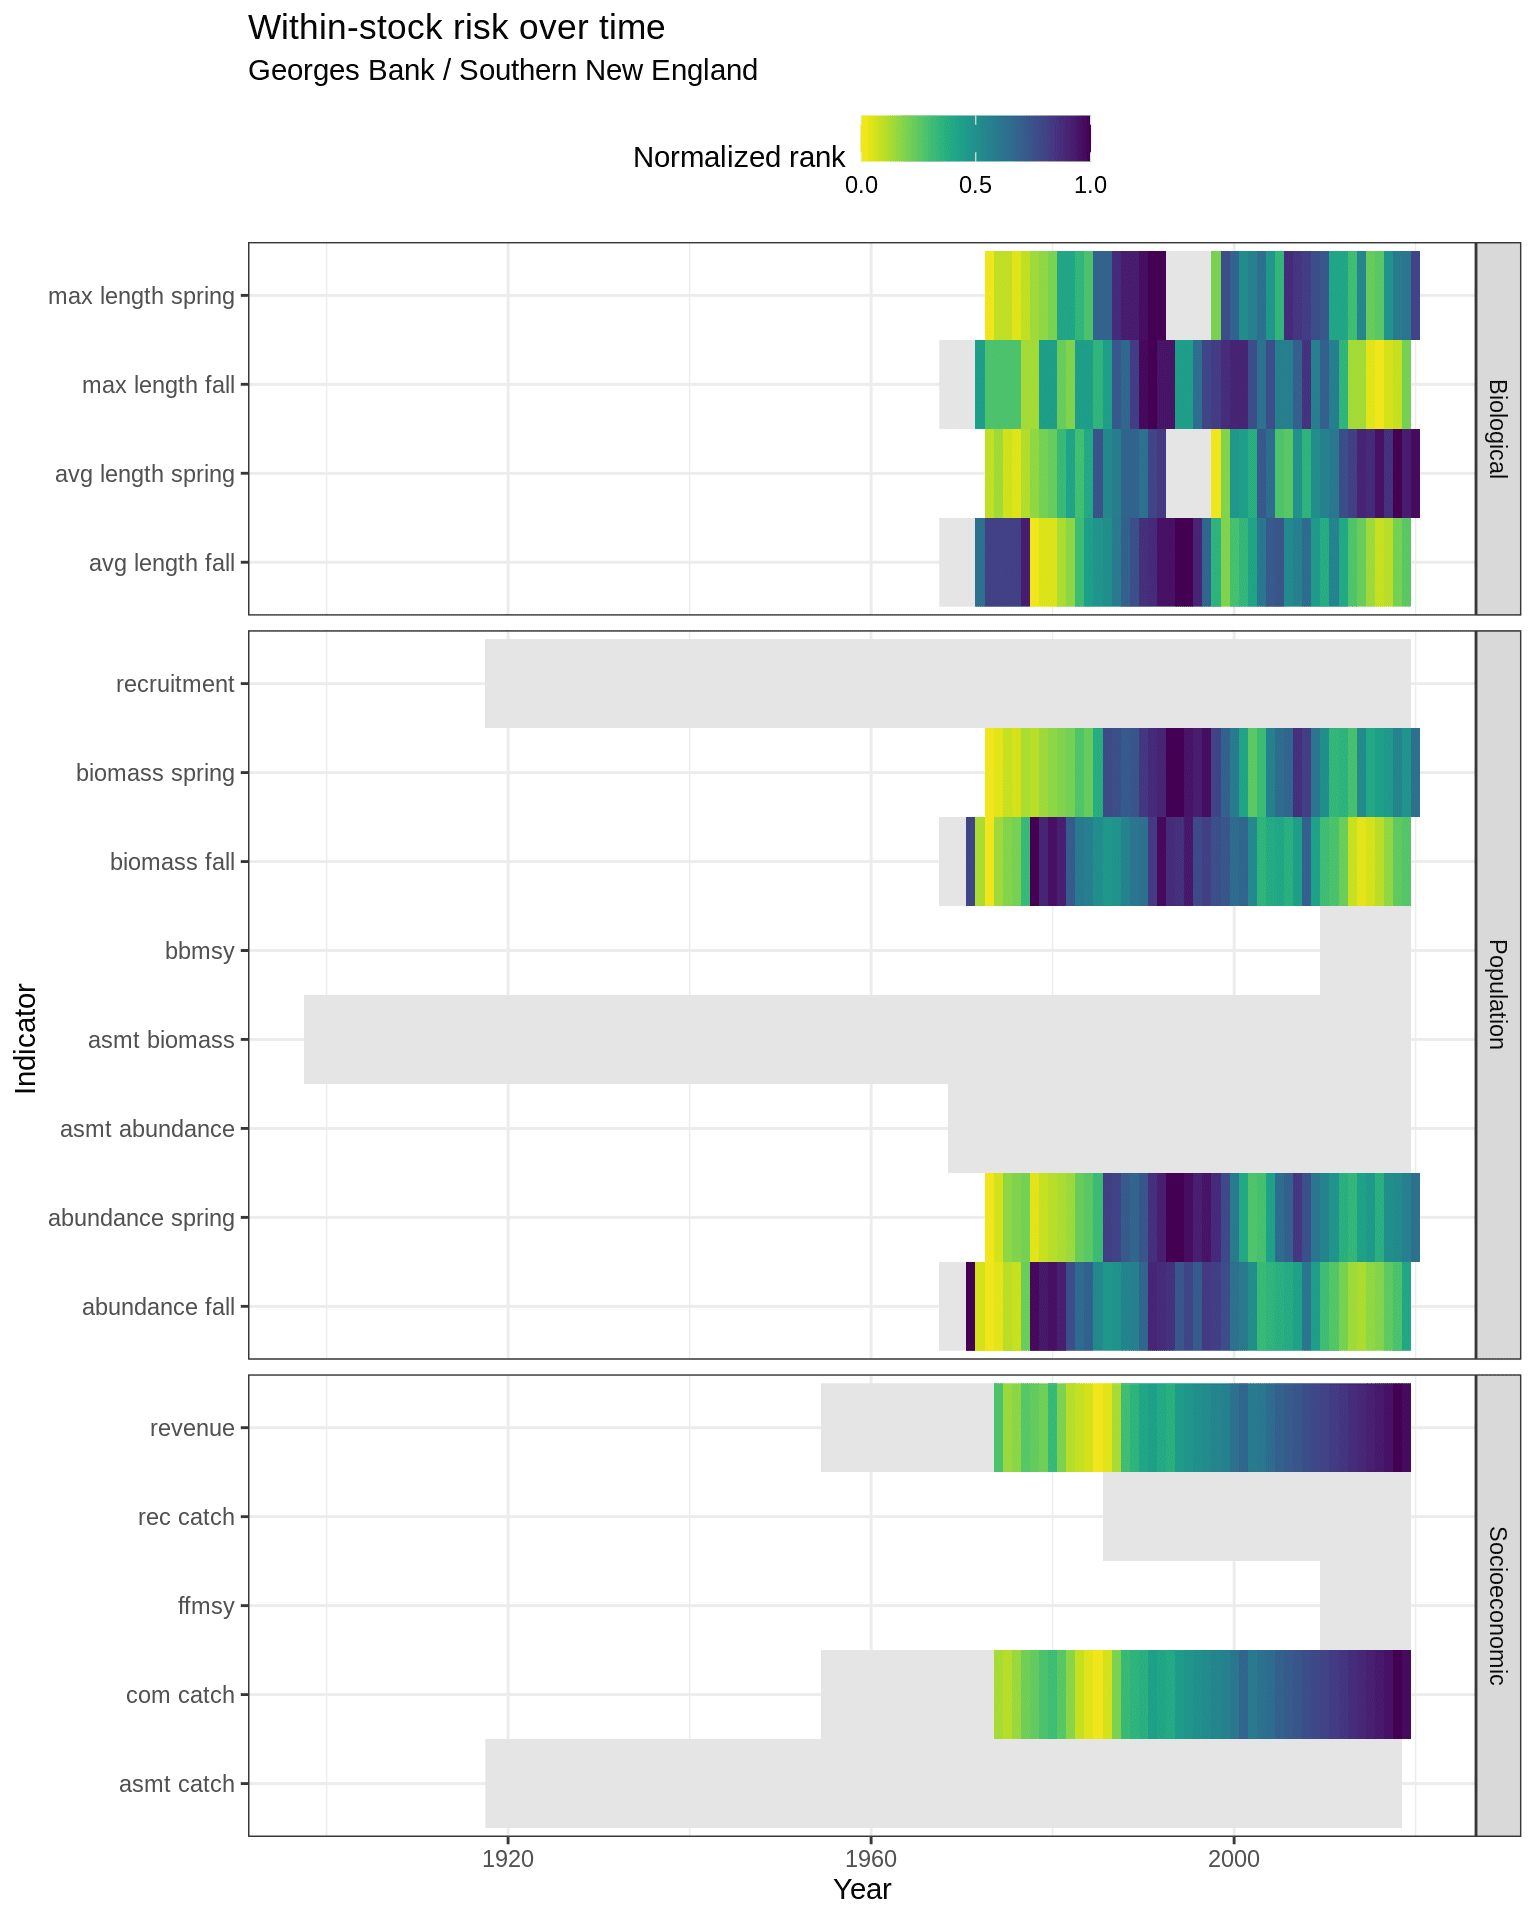 Within-stock risk over time
Georges Bank / Southern New England
Normalized rank
0.0 0.5 1.0
max length spring
max length fall
avg length spring
avg length fall
Biological
recruitment
biomass spring
biomass fall
bbmsy
asmt biomass
asmt abundance
abundance spring
abundance fall
Population
Indicator
revenue
rec catch
ffmsy
com catch
asmt catch
Socioeconomic
1920 1960 2000
Year